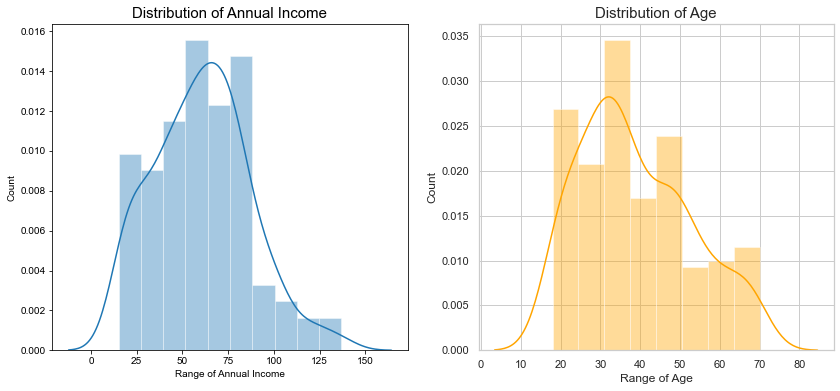 Distribution of Annual Income
0.016
0.014
0.012
0.010
0.008
0.006
0.004
0.002
0.000
Count
0 25 50 75 100 125 150
Range of Annual Income
Distribution of Age
0.035
0.030
0.025
0.020
0.015
0.010
0.005
0.000
Count
0 10 20 30 40 50 60 70 80
Range of Age